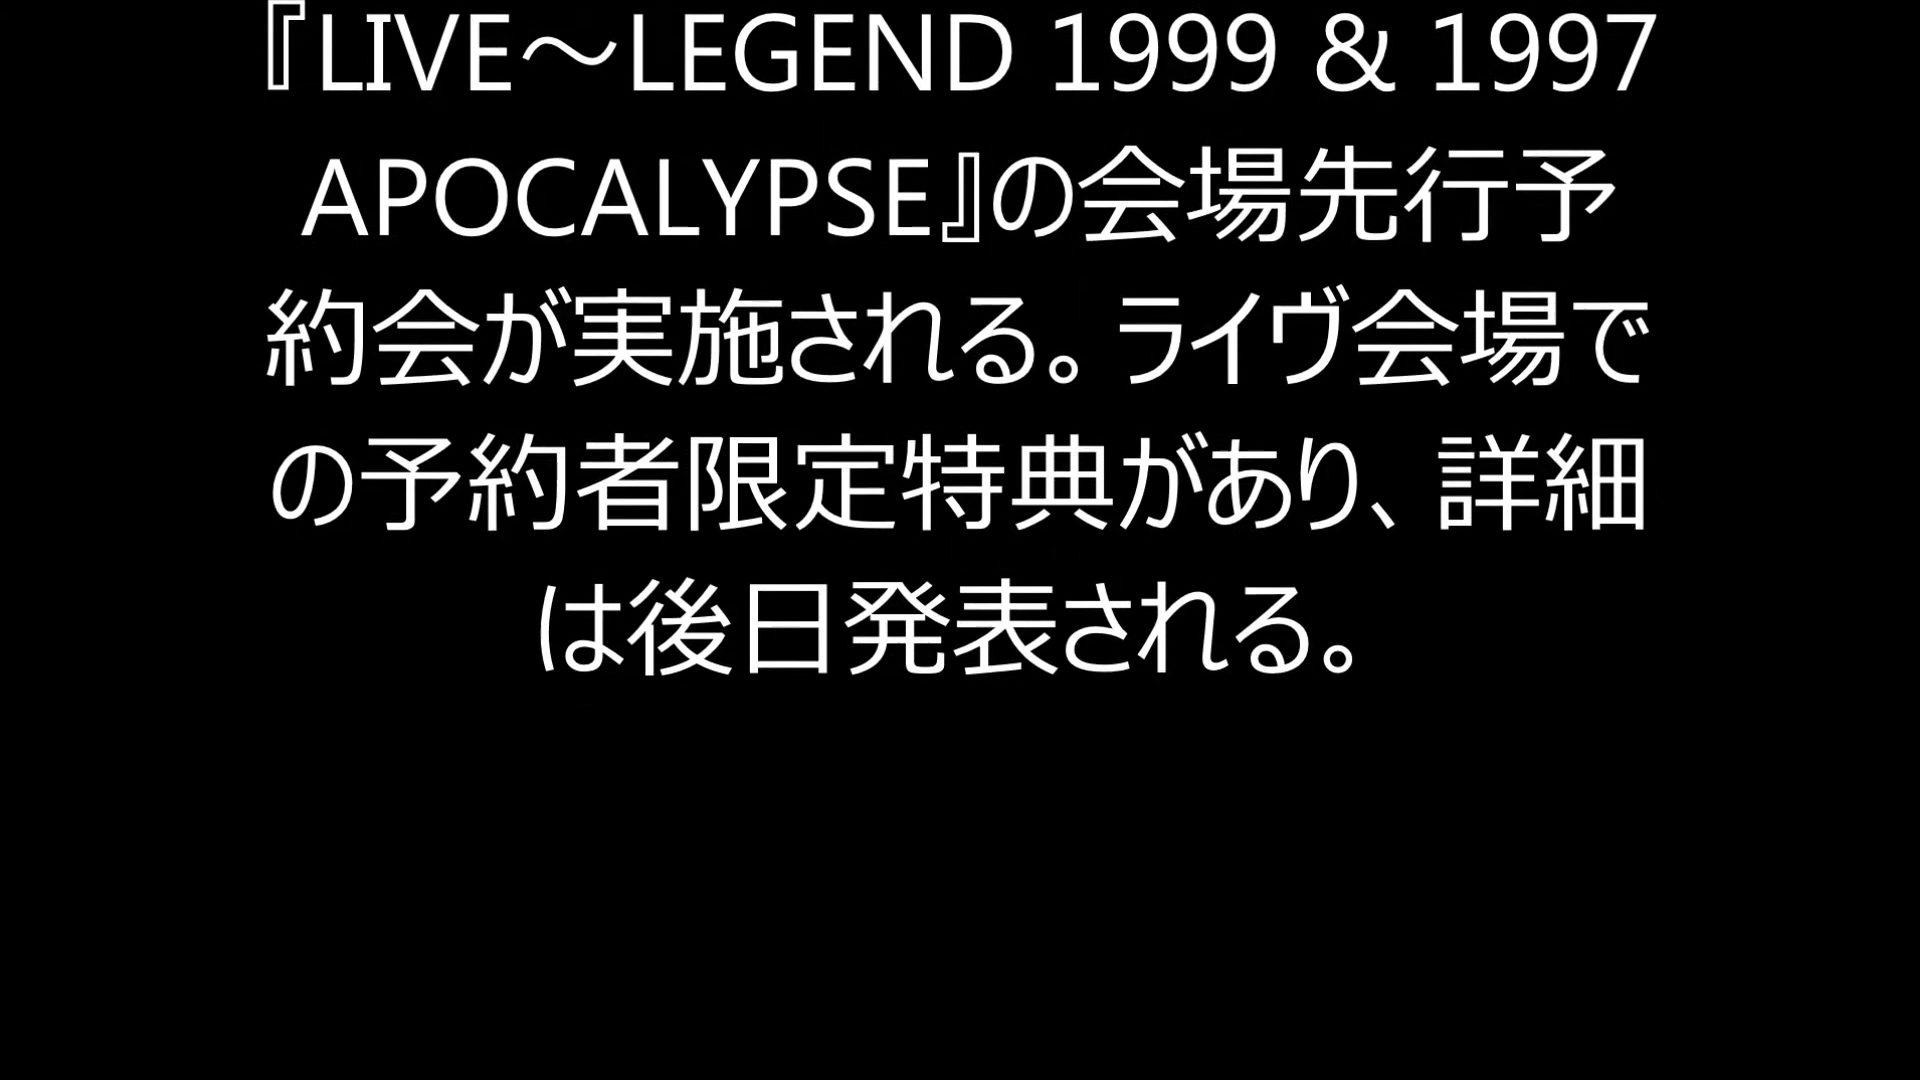 『LIVE～LEGEND 1999 & 1997
APOCALYPSE』の会場先行予
約会が実施される。ライヴ会場で
の予約者限定特典があり、詳細
は後日発表される。